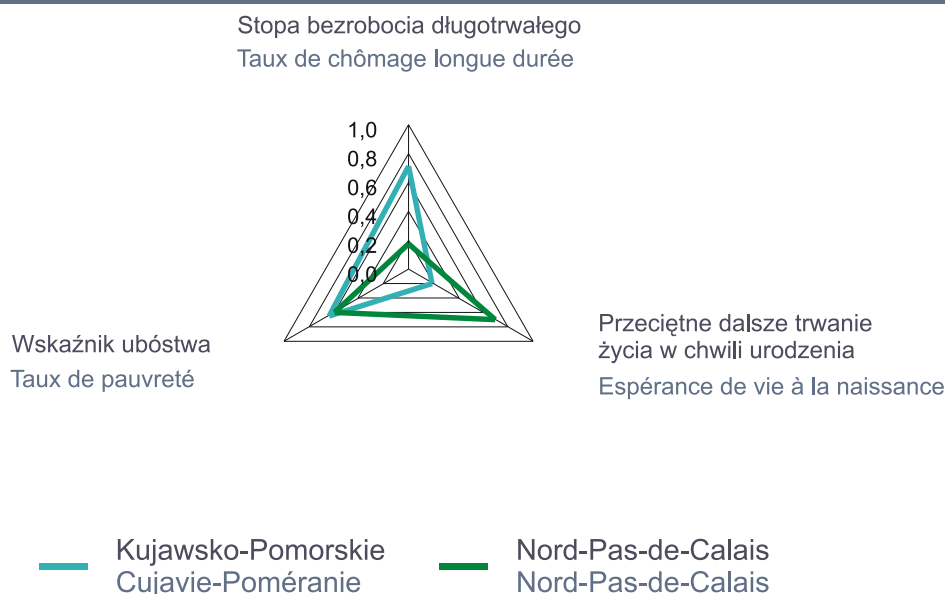 Stopa bezrobocia długotrwałego
Taux de chômage longue durée
1,0
0,8
0,6
0,4
0,2
0,0
Wskaźnik ubóstwa
Taux de pauvreté
Przeciętne dalsze trwanie
życia w chwili urodzenia
Espérance de vie à la naissance
Kujawsko-Pomorskie
Cujavie-Poméranie
Nord-Pas-de-Calais
Nord-Pas-de-Calais